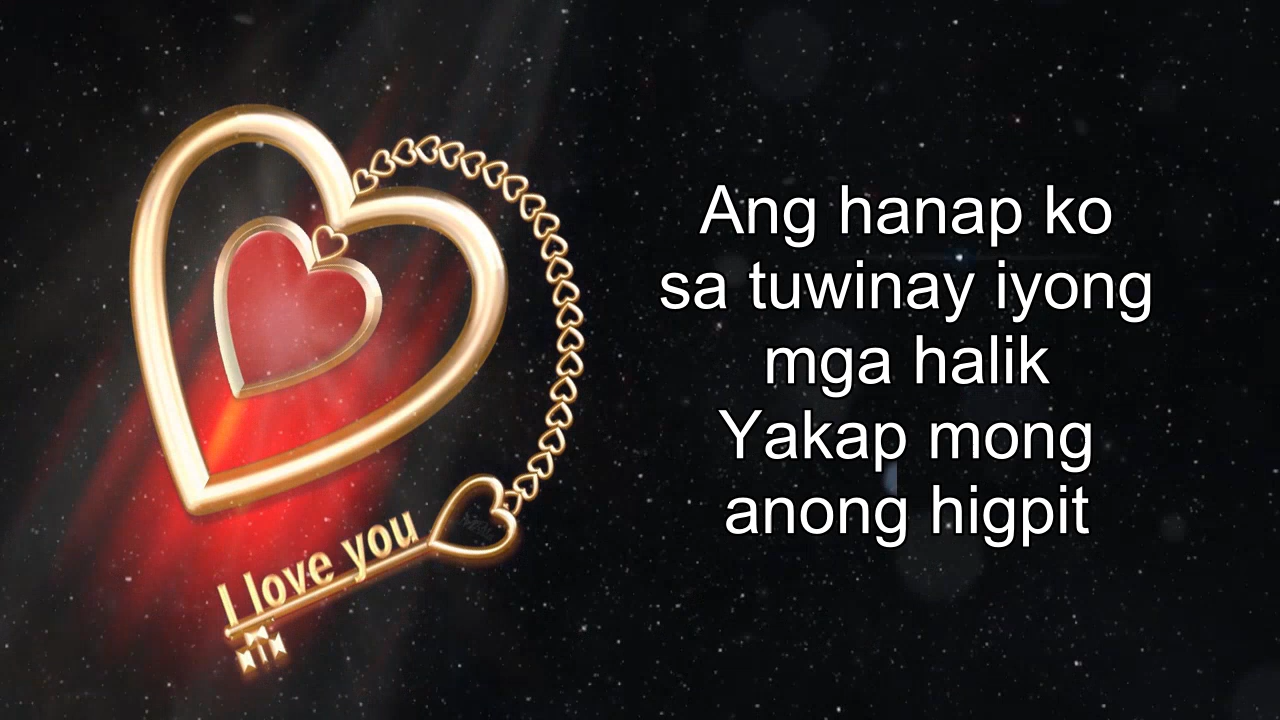 Ang hanap ko
sa tuwinay iyong
mga halik
Yakap mong
anong higpit
I love you